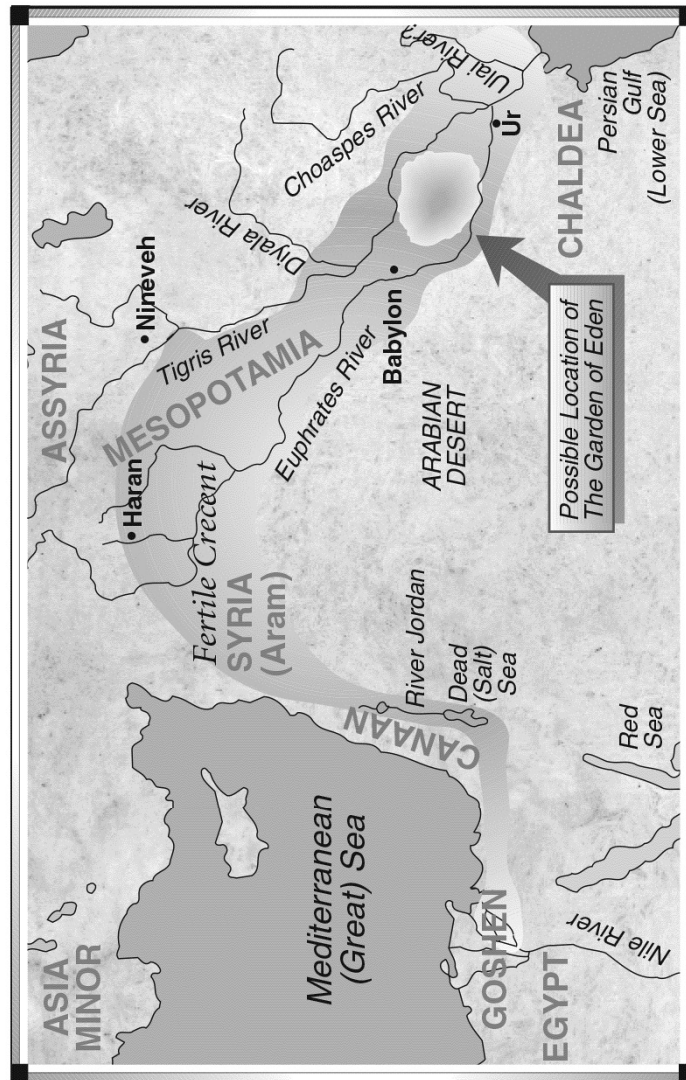 ASIA
MINOR
ASSYRIA
Haran
Nineveh
Tigris River
MESOPOTAMIA
Fertile Crecent
SYRIA
(Aram)
Euphrates River
Diyala River
Choaspes River
Ulai River?
Mediterranean
(Great) Sea
CANAAN
River Jordan
Dead
(Salt)
Sea
ARABIAN
DESERT
Babylon
Ur
CHALDEA
Persian
Gulf
(Lower Sea)
Possible Location of
The Garden of Eden
GOSHEN
EGYPT
Nile River
Red
Sea